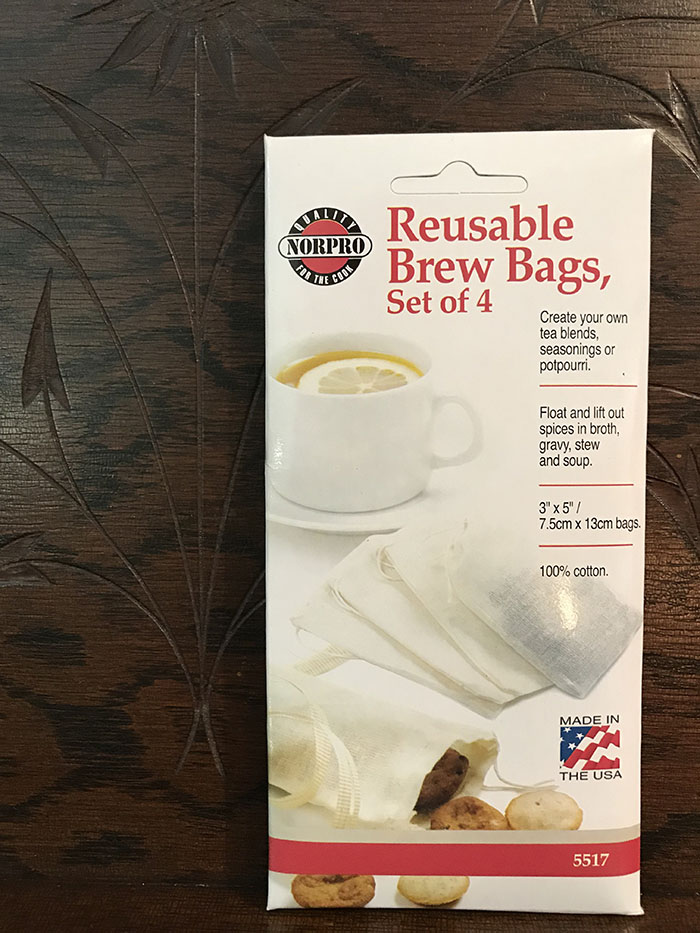 QUALITY
NORPRO
FOR THE COOK
Reusable
Brew Bags,
Set of 4
Create your own
tea blends,
seasonings or
potpourri.
Float and lift out
spices in broth,
gravy, stew
and soup.
3" x 5" /
7.5cm x 13cm bags.
100% cotton.
MADE IN
THE USA
5517